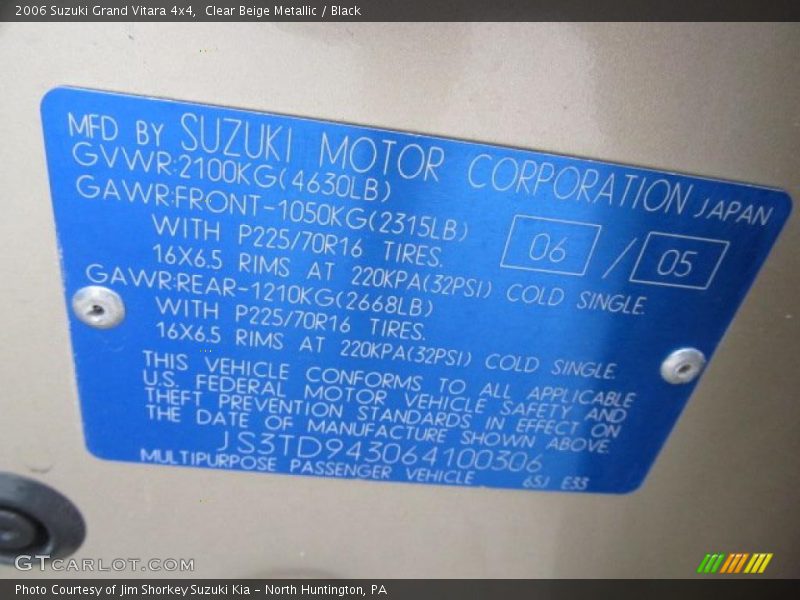 2006 Suzuki Grand Vitara 4x4,  Clear Beige Metallic / Black
MFD BY SUZUKI MOTOR CORPORATION JAPAN
GVWR:2100KG(4630LB)
GAWR:FRONT-1050KG(2315LB)
WITH P225/70R16 TIRES.
16X6.5 RIMS AT 220KPA(32PSI) COLD SINGLE.
06 / 05
GAWR:REAR-1210KG(2668LB)
WITH P225/70R16 TIRES.
16X6.5 RIMS AT 220KPA(32PSI) COLD SINGLE.
THIS VEHICLE CONFORMS TO ALL APPLICABLE
U.S. FEDERAL MOTOR VEHICLE SAFETY AND
THEFT PREVENTION STANDARDS IN EFFECT ON
THE DATE OF MANUFACTURE SHOWN ABOVE
JS3TD943064100306
MULTIPURPOSE PASSENGER VEHICLE 65J E33
GTCARLOT.COM
Photo Courtesy of Jim Shorkey Suzuki Kia - North Huntington, PA